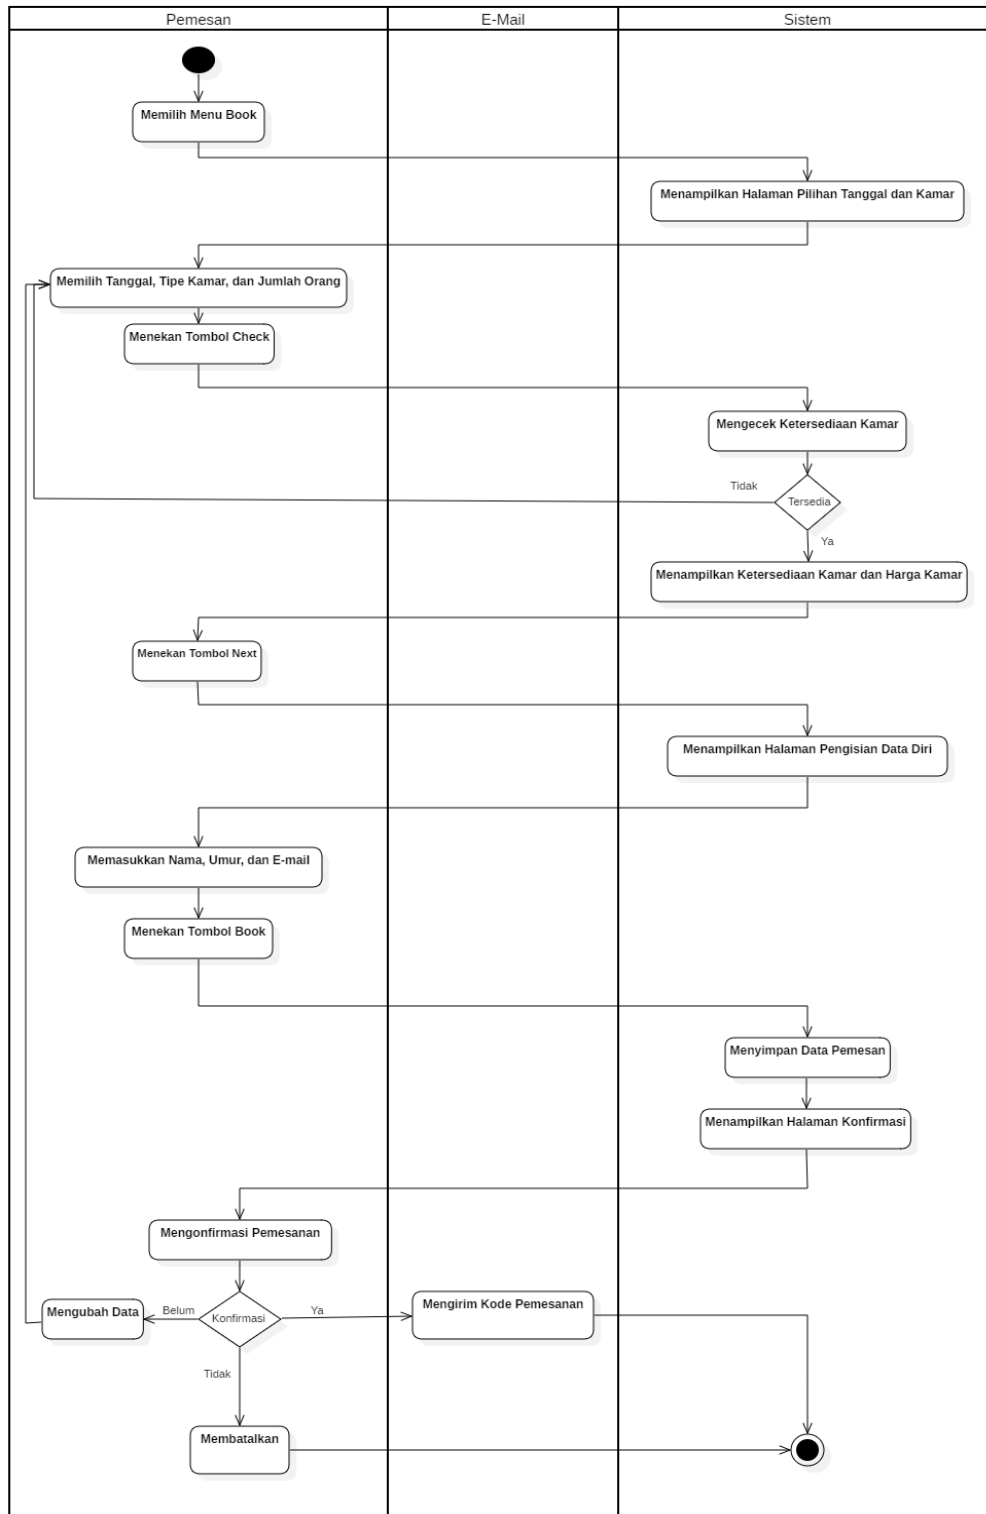 Pemesan
E-Mail
Sistem
Memilih Menu Book
Menampilkan Halaman Pilihan Tanggal dan Kamar
Memilih Tanggal, Tipe Kamar, dan Jumlah Orang
Menekan Tombol Check
Mengecek Ketersediaan Kamar
Tidak
Tersedia
Ya
Menampilkan Ketersediaan Kamar dan Harga Kamar
Menekan Tombol Next
Menampilkan Halaman Pengisian Data Diri
Memasukkan Nama, Umur, dan E-mail
Menekan Tombol Book
Menyimpan Data Pemesan
Menampilkan Halaman Konfirmasi
Mengonfirmasi Pemesanan
Mengubah Data
Belum
Konfirmasi
Ya
Mengirim Kode Pemesanan
Tidak
Membatalkan